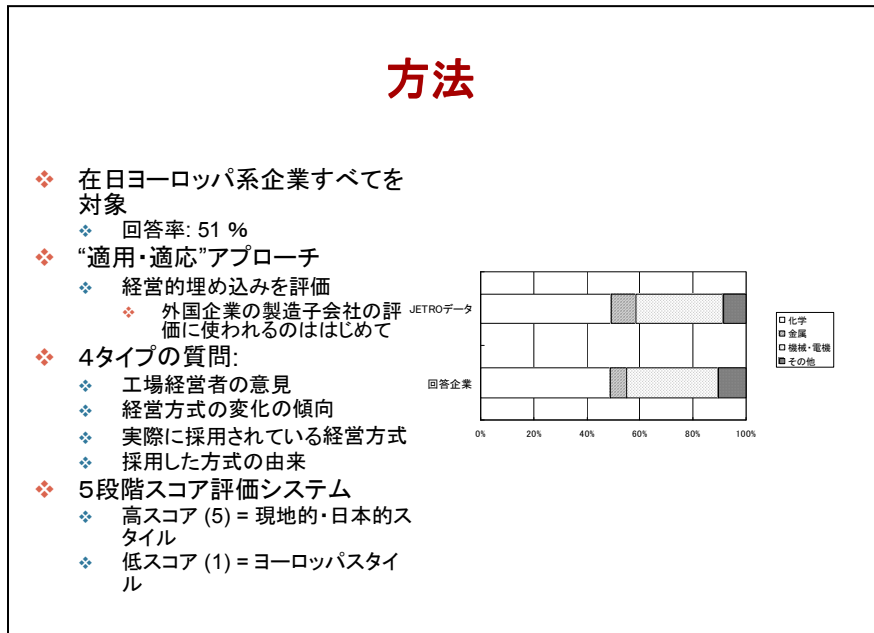 方法
❖ 在日ヨーロッパ系企業すべてを
対象
❖ 回答率: 51 %
❖ “適用・適応”アプローチ
❖ 経営的埋め込みを評価
❖ 外国企業の製造子会社の評
価に使われるのははじめて
❖ 4タイプの質問:
❖ 工場経営者の意見
❖ 経営方式の変化の傾向
❖ 実際に採用されている経営方式
❖ 採用した方式の由来
❖ 5段階スコア評価システム
❖ 高スコア (5) = 現地的・日本的ス
タイル
❖ 低スコア (1) = ヨーロッパスタイ
ル
JETROデータ
回答企業
0% 20% 40% 60% 80% 100%
化学
金属
機械・電機
その他